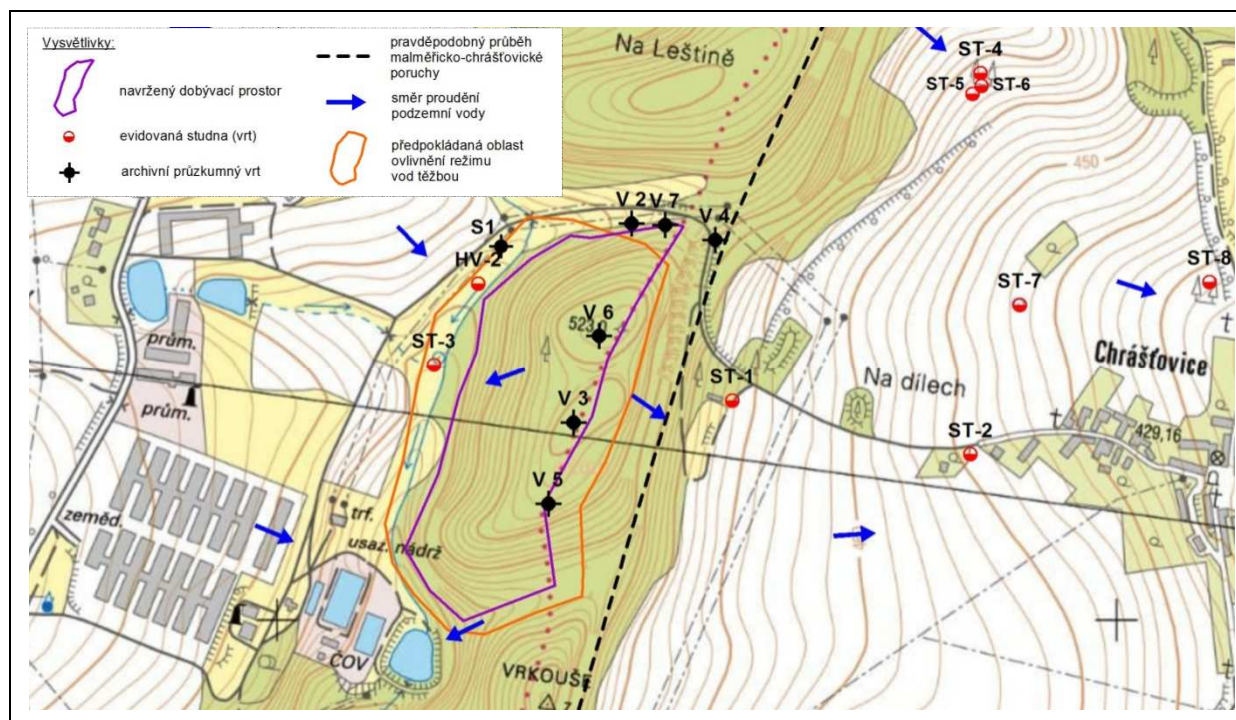 Vysvětlivky:
navržený dobývací prostor
evidovaná studna (vrt)
archivní průzkumný vrt
pravděpodobný průběh
malměřicko-chrášťovické
poruchy
směr proudění
podzemní vody
předpokládaná oblast
ovlivnění režimu
vod těžbou
Na Leštině
ST-4
ST-5
ST-6
450
V 2
V 7
V 4
S1
HV-2
ST-8
ST-7
V 6
523,0
prům.
ST-3
Chrášťovice
prům.
ST-1
Na dílech
V 3
429,16
ST-2
V 5
zeměd.
trf.
usaz. nádrž
ČOV
VRKOUŠE